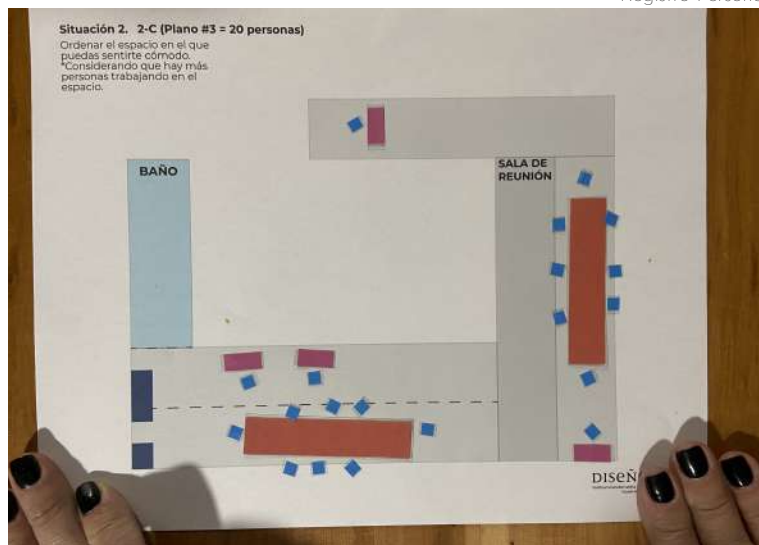 Situación 2. 2-C (Plano #3 = 20 personas)
Ordenar el espacio en el que
puedas sentirte cómodo.
*Considerando que hay más
personas trabajando en el
espacio.
BAÑO
SALA DE
REUNIÓN
DISEÑ